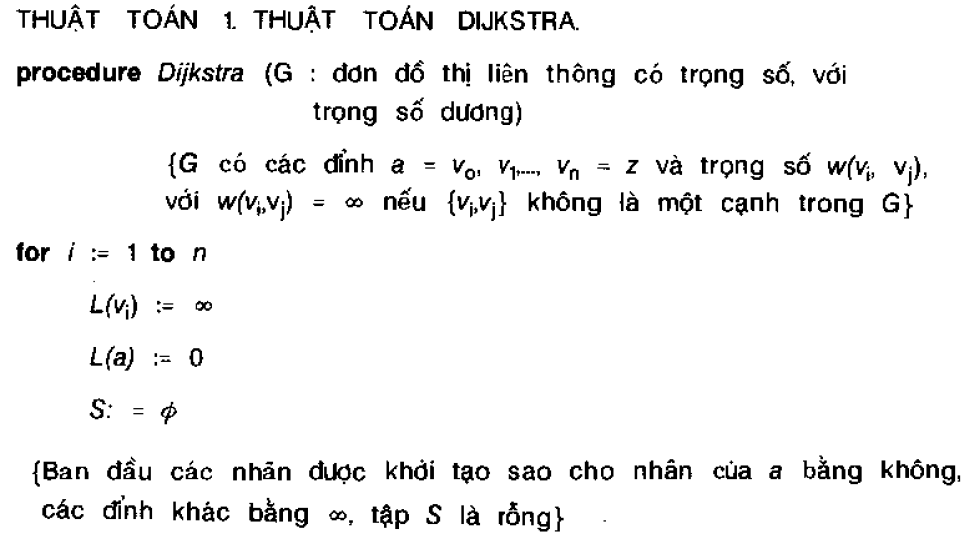 THUẬT TOÁN 1. THUẬT TOÁN DIJKSTRA.
procedure Dijkstra (G : đơn đồ thị liên thông có trọng số, với
trọng số dương)
{G có các đỉnh a = v₀, v₁,..., vₙ = z và trọng số w(vᵢ, vⱼ),
với w(vᵢ,vⱼ) = ∞ nếu {vᵢ,vⱼ} không là một cạnh trong G}
for i := 1 to n
L(vᵢ) := ∞
L(a) := 0
S: = φ
{Ban đầu các nhãn được khởi tạo sao cho nhân của a bằng không,
các đỉnh khác bằng ∞, tập S là rỗng}